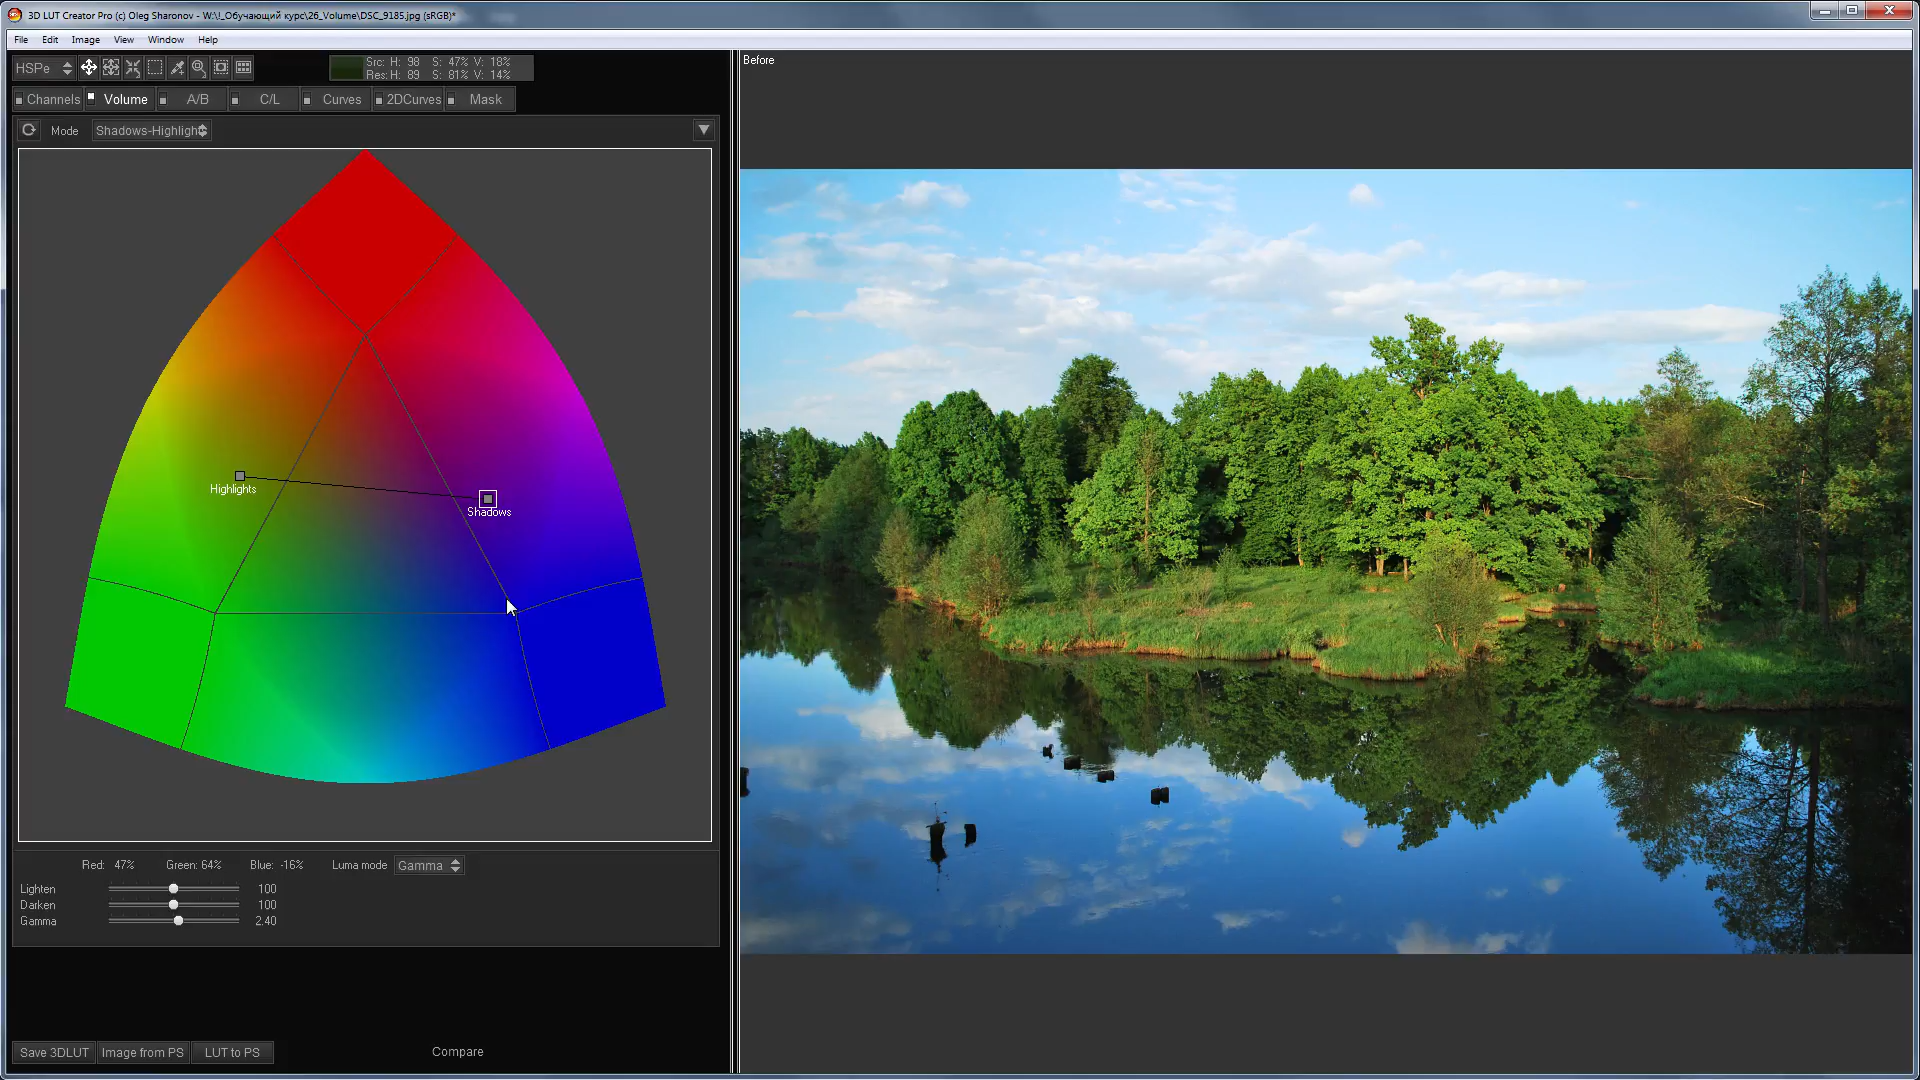 3D LUT Creator Pro (c) Oleg Sharonov - W:\!_Обучающий курс\26_Volume\DSC_9185.jpg (sRGB)*
File Edit Image View Window Help
HSPe
Src: H: 98 S: 47% V: 18%
Res: H: 89 S: 81% V: 14%
Before
Channels Volume A/B C/L Curves 2DCurves Mask
Mode Shadows-Highligh
Highlights
Shadows
Red: 47% Green: 64% Blue: -16% Luma mode Gamma
Lighten 100
Darken 100
Gamma 2.40
Save 3DLUT Image from PS LUT to PS Compare